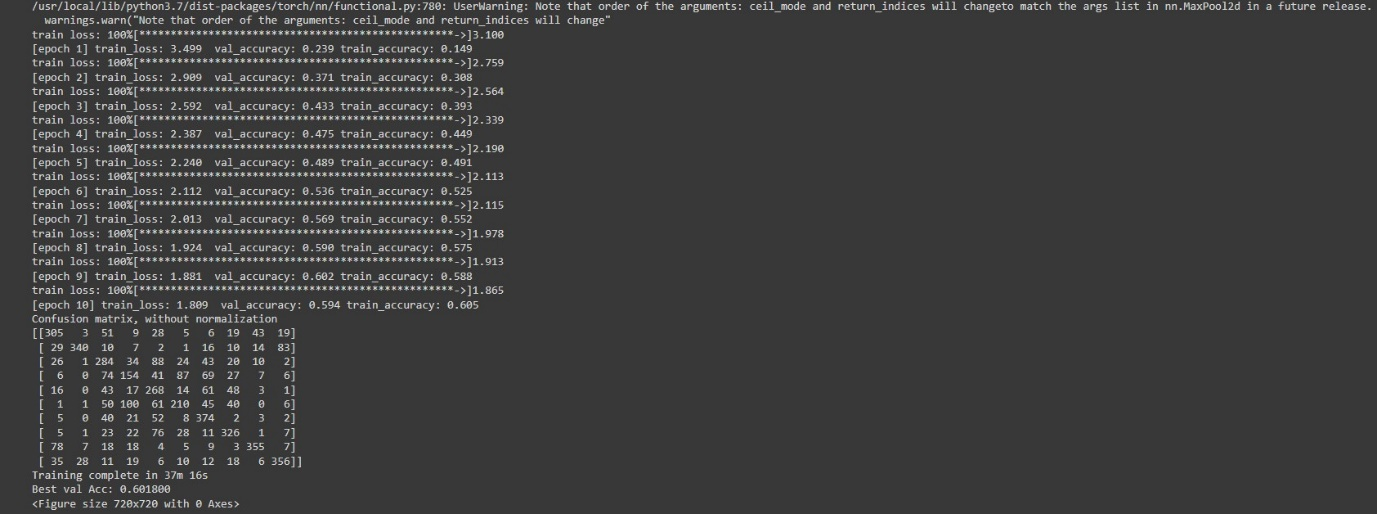 /usr/local/lib/python3.7/dist-packages/torch/nn/functional.py:780: UserWarning: Note that order of the arguments: ceil_mode and return_indices will changeto match the args list in nn.MaxPool2d in a future release.
  warnings.warn("Note that order of the arguments: ceil_mode and return_indices will change"
train loss: 100%[**************************************************->]3.100
[epoch 1] train_loss: 3.499  val_accuracy: 0.239 train_accuracy: 0.149
train loss: 100%[**************************************************->]2.759
[epoch 2] train_loss: 2.909  val_accuracy: 0.371 train_accuracy: 0.308
train loss: 100%[**************************************************->]2.564
[epoch 3] train_loss: 2.592  val_accuracy: 0.433 train_accuracy: 0.393
train loss: 100%[**************************************************->]2.339
[epoch 4] train_loss: 2.387  val_accuracy: 0.475 train_accuracy: 0.449
train loss: 100%[**************************************************->]2.190
[epoch 5] train_loss: 2.240  val_accuracy: 0.489 train_accuracy: 0.491
train loss: 100%[**************************************************->]2.113
[epoch 6] train_loss: 2.112  val_accuracy: 0.536 train_accuracy: 0.525
train loss: 100%[**************************************************->]2.115
[epoch 7] train_loss: 2.013  val_accuracy: 0.569 train_accuracy: 0.552
train loss: 100%[**************************************************->]1.978
[epoch 8] train_loss: 1.924  val_accuracy: 0.590 train_accuracy: 0.575
train loss: 100%[**************************************************->]1.913
[epoch 9] train_loss: 1.881  val_accuracy: 0.602 train_accuracy: 0.588
train loss: 100%[**************************************************->]1.865
[epoch 10] train_loss: 1.809  val_accuracy: 0.594 train_accuracy: 0.605
Confusion matrix, without normalization
[[305   3  51   9  28   5   6  19  43  19]
 [ 29 340  10   7   2   1  16  10  14  83]
 [ 26   1 284  34  88  24  43  20  10   2]
 [  6   0  74 154  41  87  69  27   7   6]
 [ 16   0  43  17 268  14  61  48   3   1]
 [  1   1  50 100  61 210  45  40   0   6]
 [  5   0  40  21  52   8 374   2   3   2]
 [  5   1  23  22  76  28  11 326   1   7]
 [ 78   7  18  18   4   5   9   3 355   7]
 [ 35  28  11  19   6  10  12  18   6 356]]
Training complete in 37m 16s
Best val Acc: 0.601800
<Figure size 720x720 with 0 Axes>